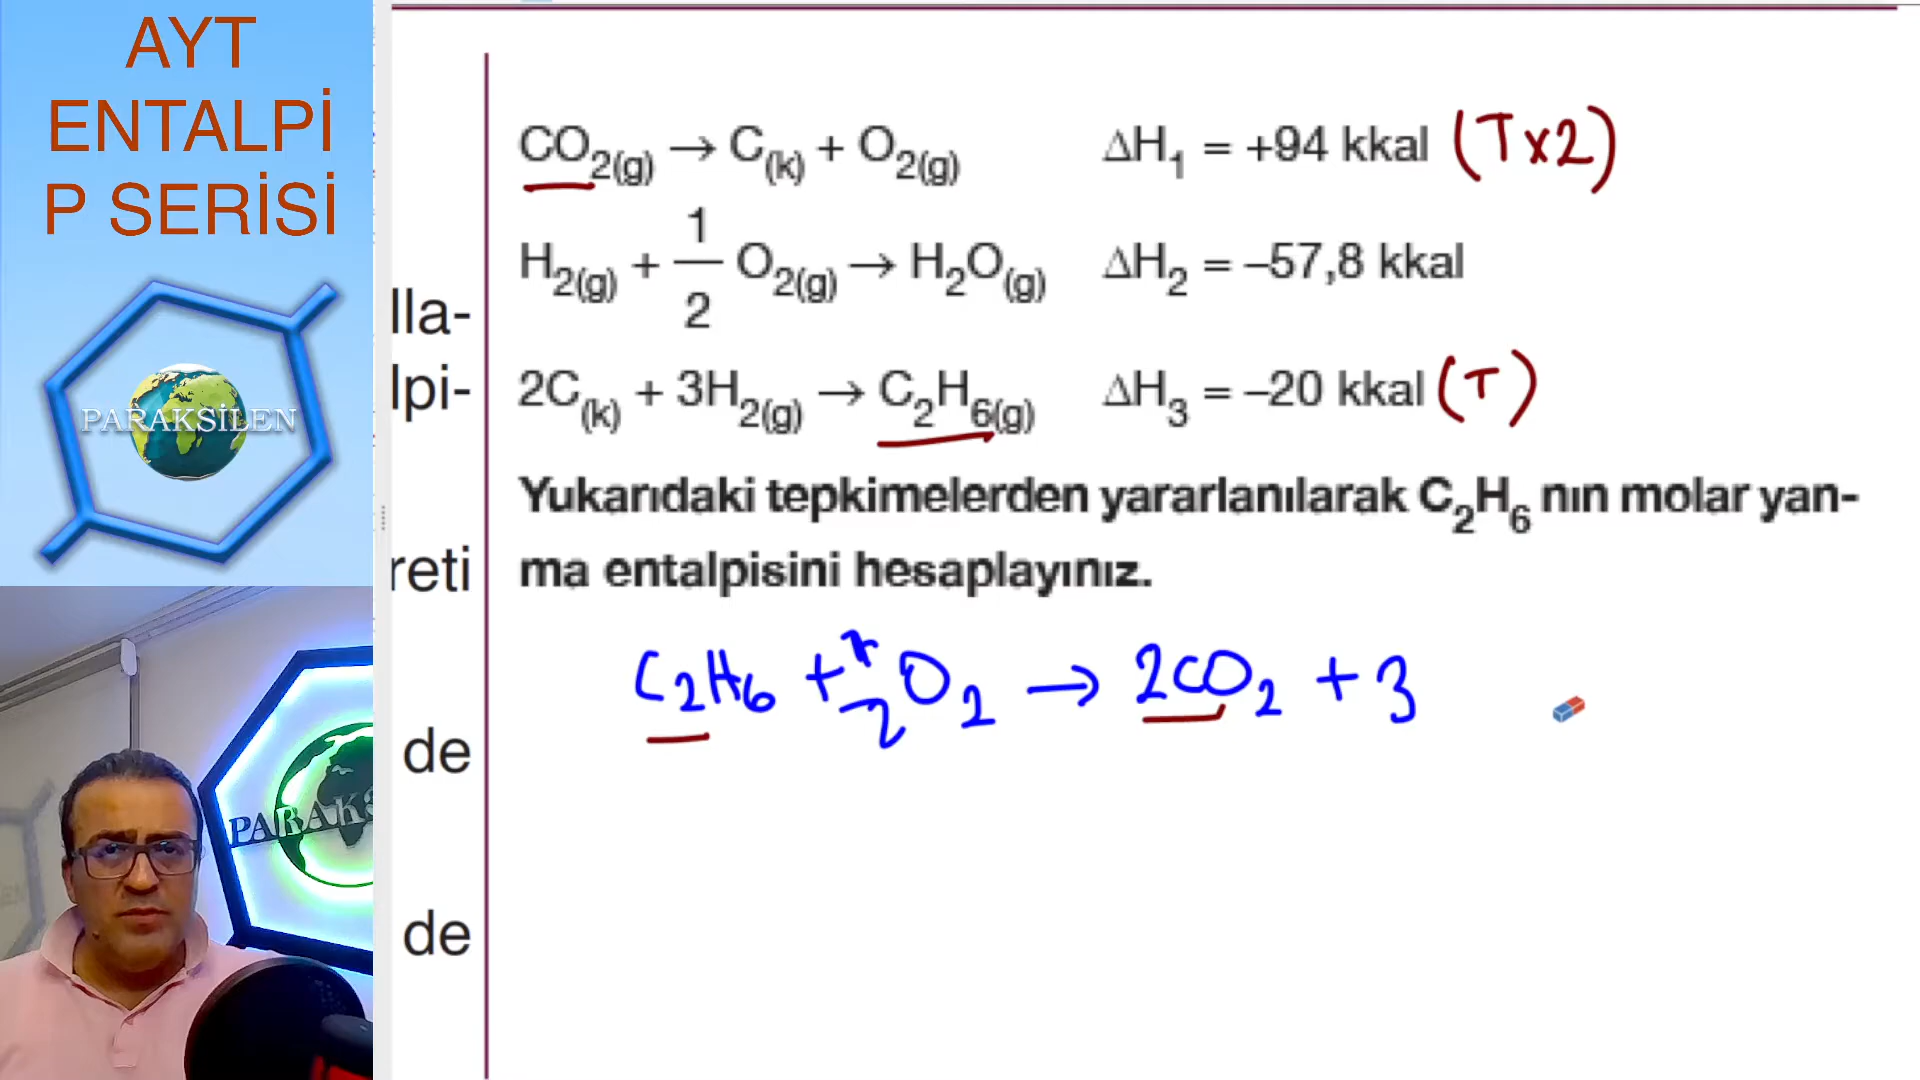 AYT
ENTALPİ
P SERİSİ
PARAKSİLEN
PARAKS
lla-
lpi-
reti
de
de
CO₂(g) → C(k) + O₂(g) ΔH₁ = +94 kkal (T×2)
H₂(g) + 1/2 O₂(g) → H₂O(g) ΔH₂ = –57,8 kkal
2C(k) + 3H₂(g) → C₂H₆(g) ΔH₃ = –20 kkal (T)
Yukarıdaki tepkimelerden yararlanılarak C₂H₆ nın molar yan-
ma entalpisini hesaplayınız.
C₂H₆ + 7/2 O₂ → 2CO₂ + 3